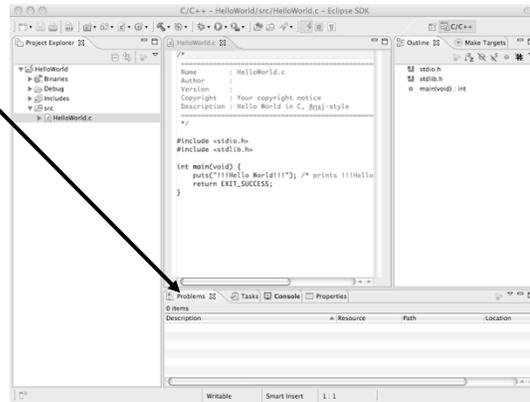 C/C++ - HelloWorld/src/HelloWorld.c - Eclipse SDK
C/C++
Project Explorer
HelloWorld
Binaries
Debug
Includes
src
HelloWorld.c
HelloWorld.c
/*
Name : HelloWorld.c
Author :
Version :
Copyright : Your copyright notice
Description : Hello World in C, Ansi-style
*/
#include <stdio.h>
#include <stdlib.h>
int main(void) {
puts("!!!Hello World!!!"); /* prints !!!Hello
return EXIT_SUCCESS;
}
Outline
Make Targets
stdio.h
stdlib.h
main(void) : int
Problems
Tasks
Console
Properties
0 items
Description
Resource
Path
Location
Writable
Smart Insert
1 : 1